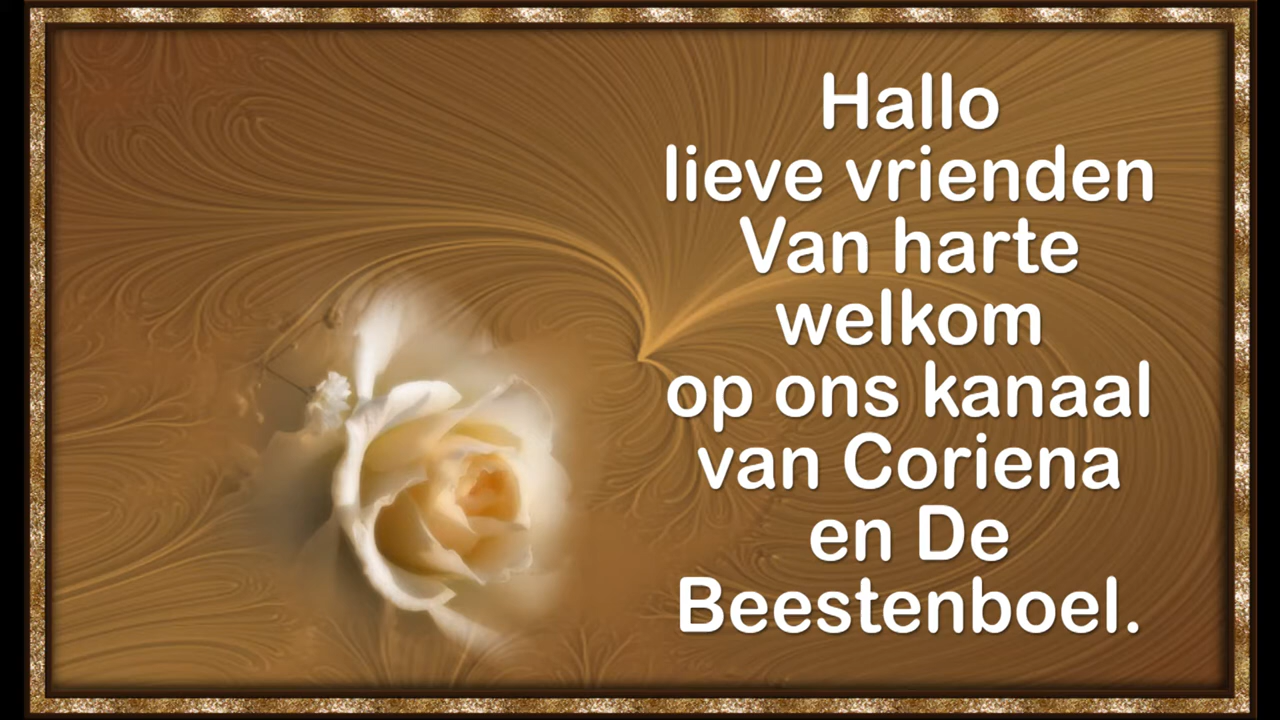 Hallo
lieve vrienden
Van harte
welkom
op ons kanaal
van Coriena
en De
Beestenboel.